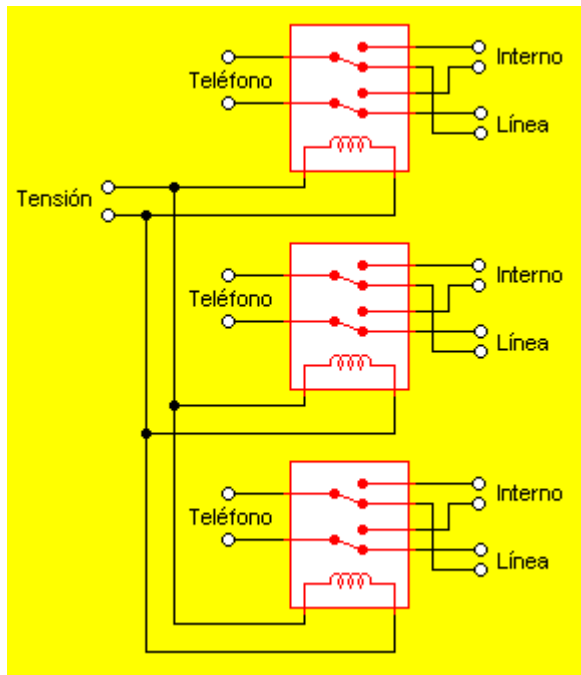 Interno
Teléfono
Línea
Tensión
Interno
Teléfono
Línea
Interno
Teléfono
Línea